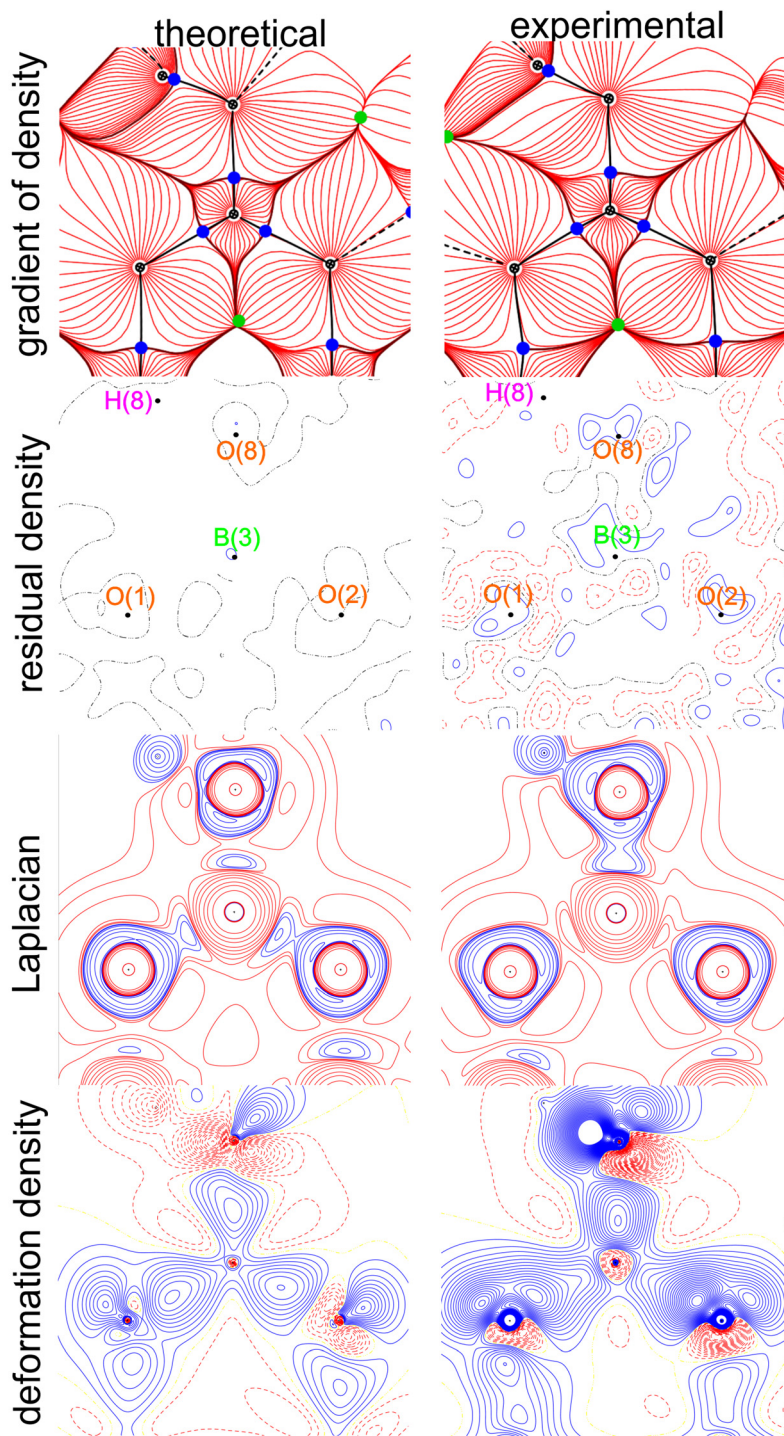 theoretical
experimental
gradient of density
residual density
H(8)
O(8)
B(3)
O(1)
O(2)
H(8)
O(8)
B(3)
O(1)
O(2)
Laplacian
deformation density